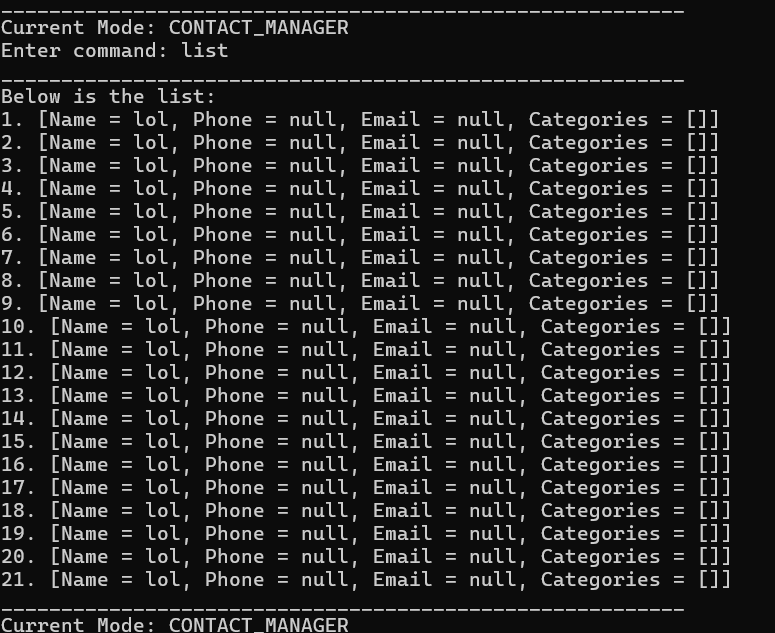 _________________________________________________________
Current Mode: CONTACT_MANAGER
Enter command: list
_________________________________________________________
Below is the list:
1. [Name = lol, Phone = null, Email = null, Categories = []]
2. [Name = lol, Phone = null, Email = null, Categories = []]
3. [Name = lol, Phone = null, Email = null, Categories = []]
4. [Name = lol, Phone = null, Email = null, Categories = []]
5. [Name = lol, Phone = null, Email = null, Categories = []]
6. [Name = lol, Phone = null, Email = null, Categories = []]
7. [Name = lol, Phone = null, Email = null, Categories = []]
8. [Name = lol, Phone = null, Email = null, Categories = []]
9. [Name = lol, Phone = null, Email = null, Categories = []]
10. [Name = lol, Phone = null, Email = null, Categories = []]
11. [Name = lol, Phone = null, Email = null, Categories = []]
12. [Name = lol, Phone = null, Email = null, Categories = []]
13. [Name = lol, Phone = null, Email = null, Categories = []]
14. [Name = lol, Phone = null, Email = null, Categories = []]
15. [Name = lol, Phone = null, Email = null, Categories = []]
16. [Name = lol, Phone = null, Email = null, Categories = []]
17. [Name = lol, Phone = null, Email = null, Categories = []]
18. [Name = lol, Phone = null, Email = null, Categories = []]
19. [Name = lol, Phone = null, Email = null, Categories = []]
20. [Name = lol, Phone = null, Email = null, Categories = []]
21. [Name = lol, Phone = null, Email = null, Categories = []]
_________________________________________________________
Current Mode: CONTACT_MANAGER